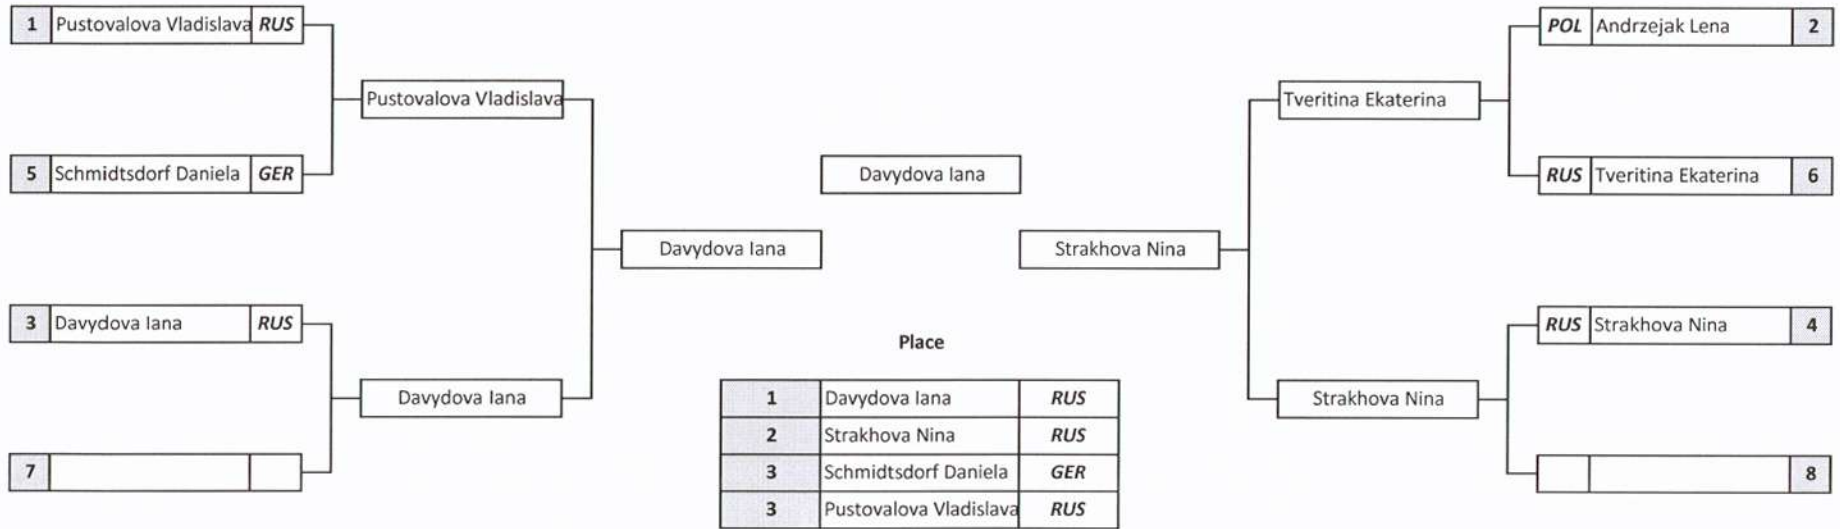 1 Pustovalova Vladislava RUS
POL Andrzejak Lena 2
Pustovalova Vladislava
Tveritina Ekaterina
5 Schmidtsdorf Daniela GER
Davydova Iana
RUS Tveritina Ekaterina 6
Davydova Iana
Strakhova Nina
3 Davydova Iana RUS
RUS Strakhova Nina 4
Place
Davydova Iana
Strakhova Nina
1 Davydova Iana RUS
2 Strakhova Nina RUS
7
8
3 Schmidtsdorf Daniela GER
3 Pustovalova Vladislava RUS